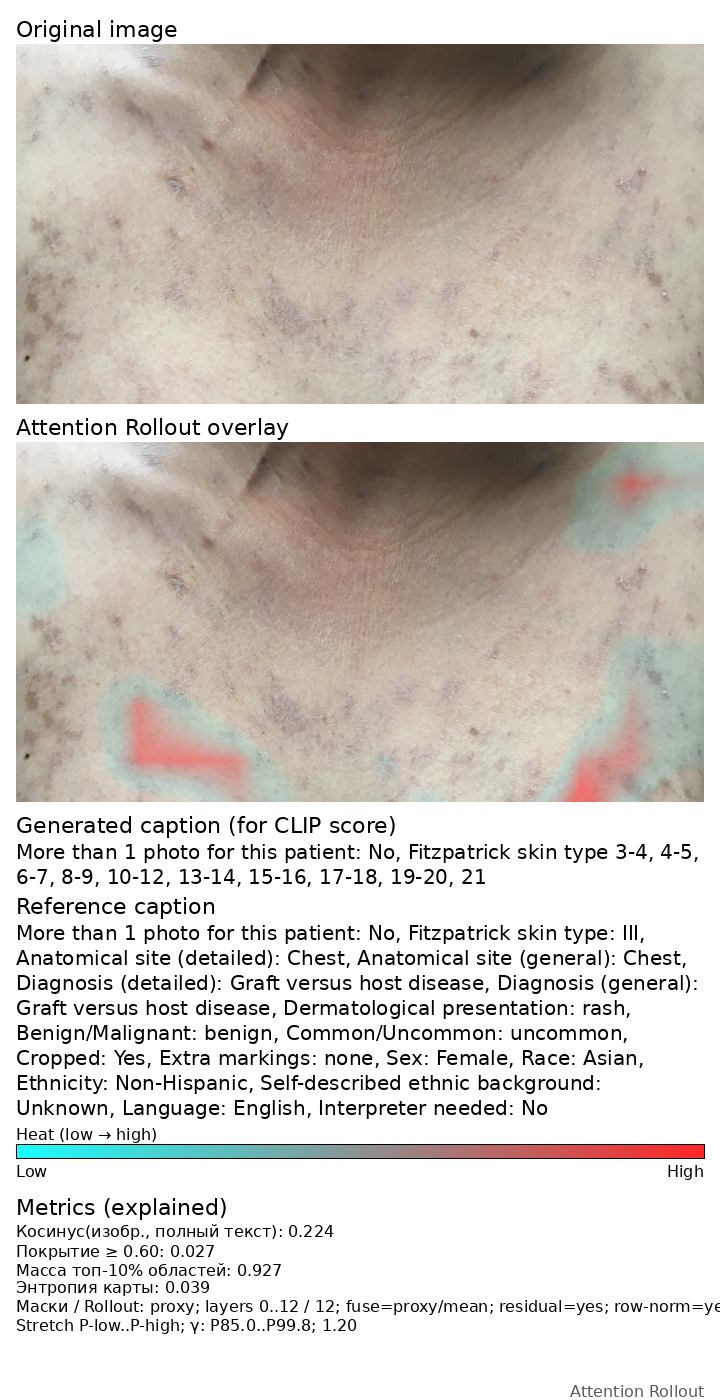 Original image
Attention Rollout overlay
Generated caption (for CLIP score)
More than 1 photo for this patient: No, Fitzpatrick skin type 3-4, 4-5,
6-7, 8-9, 10-12, 13-14, 15-16, 17-18, 19-20, 21
Reference caption
More than 1 photo for this patient: No, Fitzpatrick skin type: III,
Anatomical site (detailed): Chest, Anatomical site (general): Chest,
Diagnosis (detailed): Graft versus host disease, Diagnosis (general):
Graft versus host disease, Dermatological presentation: rash,
Benign/Malignant: benign, Common/Uncommon: uncommon,
Cropped: Yes, Extra markings: none, Sex: Female, Race: Asian,
Ethnicity: Non-Hispanic, Self-described ethnic background:
Unknown, Language: English, Interpreter needed: No
Heat (low → high)
Low High
Metrics (explained)
Косинус(изобр., полный текст): 0.224
Покрытие ≥ 0.60: 0.027
Масса топ-10% областей: 0.927
Энтропия карты: 0.039
Маски / Rollout: proxy; layers 0..12 / 12; fuse=proxy/mean; residual=yes; row-norm=ye
Stretch P-low..P-high; γ: P85.0..P99.8; 1.20
Attention Rollout